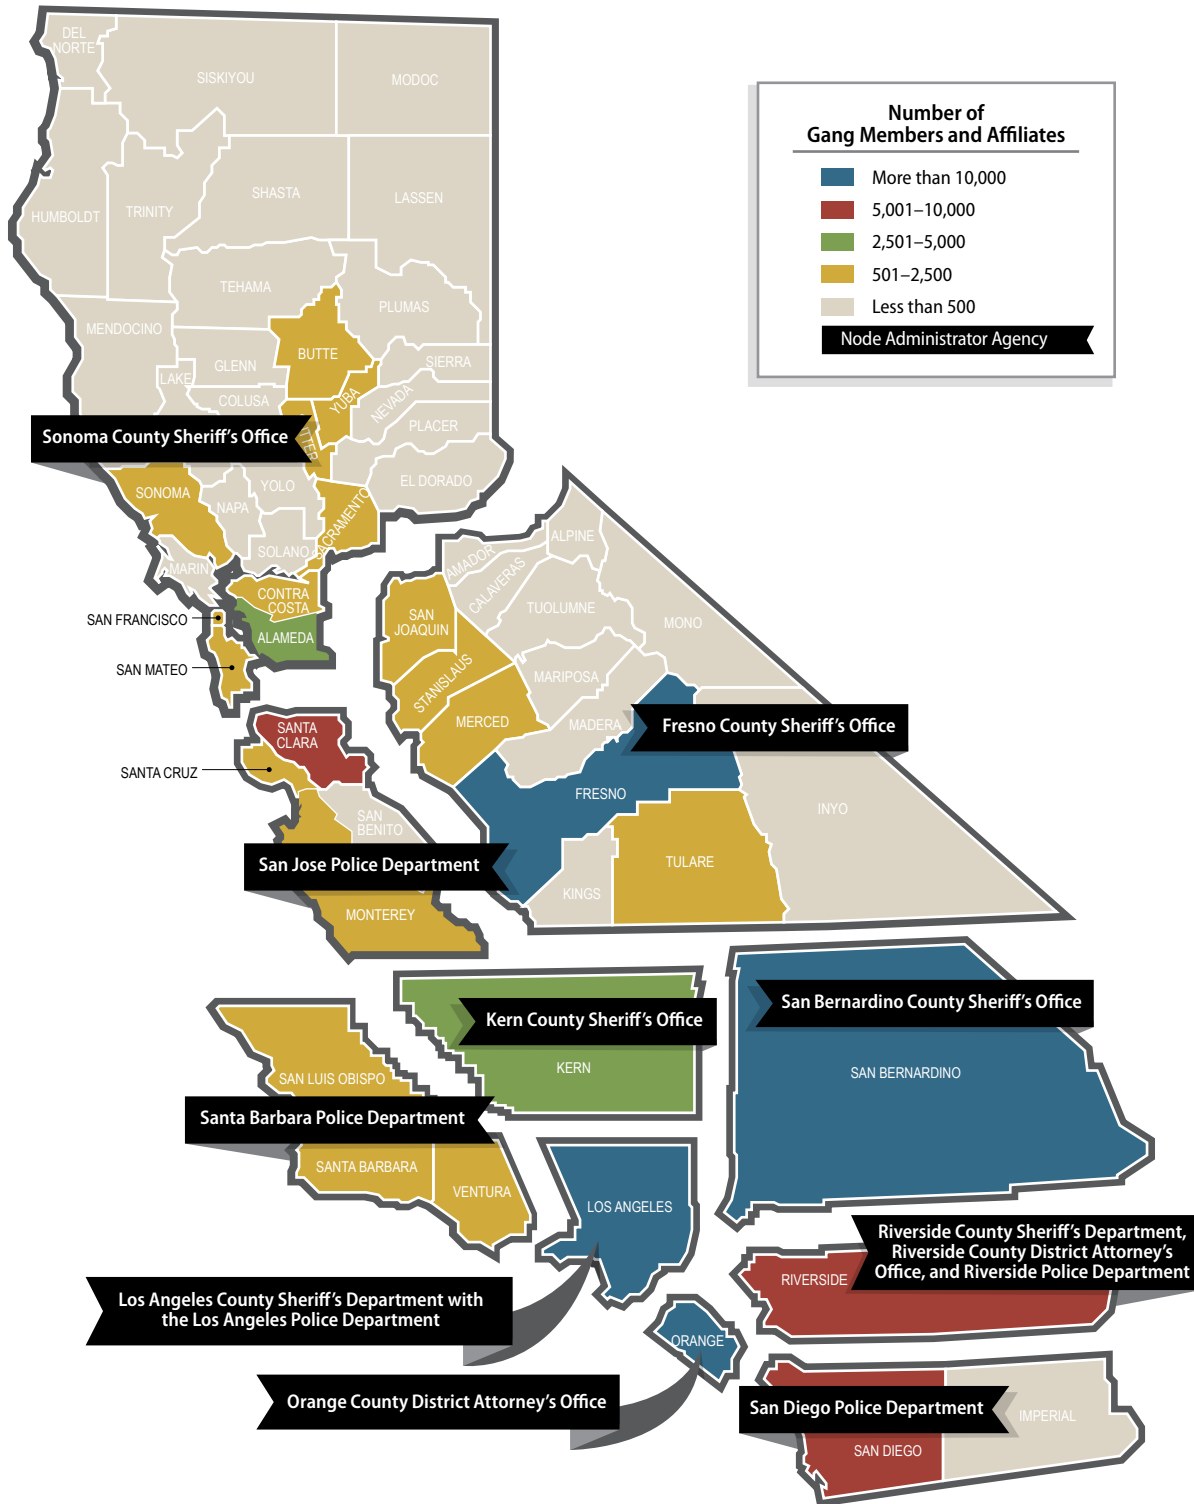 DEL
NORTE
SISKIYOU
MODOC
Number of
Gang Members and Affiliates
More than 10,000
5,001–10,000
2,501–5,000
501–2,500
Less than 500
Node Administrator Agency
HUMBOLDT
TRINITY
SHASTA
LASSEN
TEHAMA
PLUMAS
MENDOCINO
BUTTE
GLENN
SIERRA
LAKE
COLUSA
YUBA
NEVADA
PLACER
Sonoma County Sheriff's Office
TTER
EL DORADO
SONOMA
YOLO
NAPA
SACRAMENTO
SOLANO
MARIN
CONTRA
COSTA
SAN FRANCISCO
ALAMEDA
SAN MATEO
AMADOR
ALPINE
CALAVERAS
TUOLUMNE
MONO
SAN
JOAQUIN
STANISLAUS
MARIPOSA
MERCED
MADERA
Fresno County Sheriff's Office
SANTA
CLARA
SANTA CRUZ
FRESNO
INYO
SAN
BENITO
San Jose Police Department
TULARE
KINGS
MONTEREY
San Bernardino County Sheriff's Office
Kern County Sheriff's Office
KERN
SAN BERNARDINO
SAN LUIS OBISPO
Santa Barbara Police Department
SANTA BARBARA
VENTURA
LOS ANGELES
Riverside County Sheriff's Department,
Riverside County District Attorney's
Office, and Riverside Police Department
RIVERSIDE
Los Angeles County Sheriff's Department with
the Los Angeles Police Department
ORANGE
Orange County District Attorney's Office
San Diego Police Department
IMPERIAL
SAN DIEGO